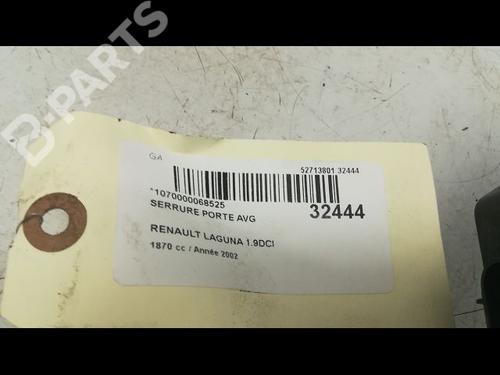 B-PARTS
GA
52713801 32444
*1070000068525
SERRURE PORTE AVG
32444
RENAULT LAGUNA 1.9DCI
1870 cc / Année 2002